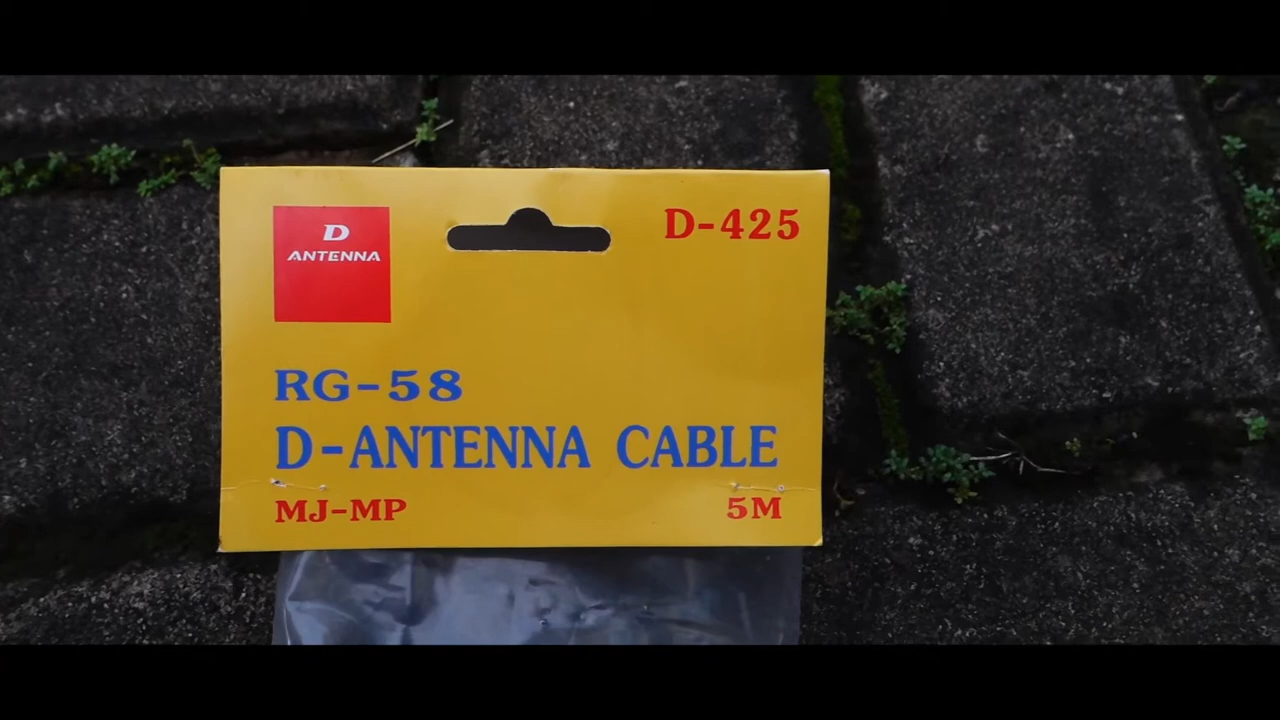 D
ANTENNA
D-425
RG-58
D-ANTENNA CABLE
MJ-MP
5M